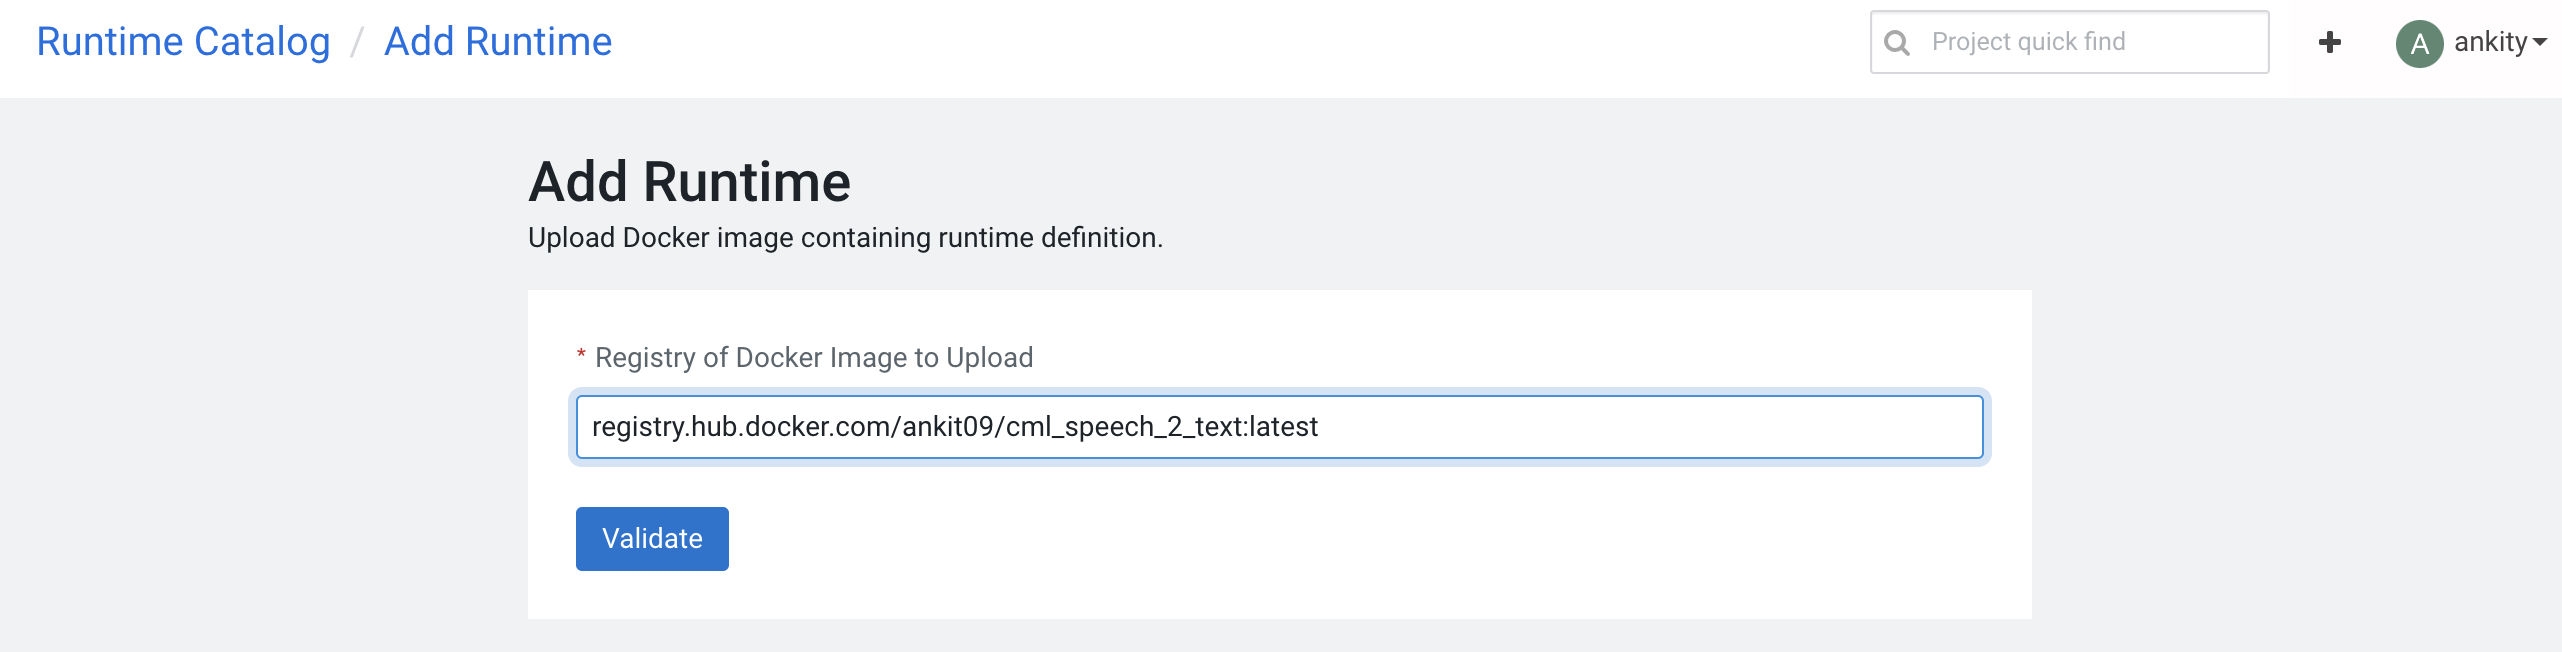 Runtime Catalog / Add Runtime Project quick find + A ankity
Add Runtime
Upload Docker image containing runtime definition.
* Registry of Docker Image to Upload
registry.hub.docker.com/ankit09/cml_speech_2_text:latest
Validate